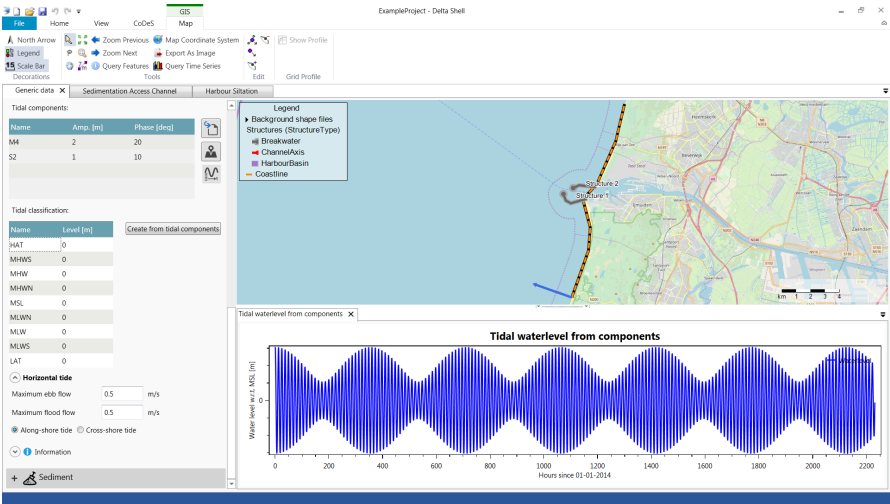 ExampleProject - Delta Shell
GIS
File Home View CoDeS Map
North Arrow Zoom Previous Map Coordinate System Show Profile
Legend Zoom Next Export As Image
Scale Bar Query Features Query Time Series
Decorations Tools Edit Grid Profile
Generic data Sedimentation Access Channel Harbour Siltation
Tidal components:
Name Amp. [m] Phase [deg]
M4 2 20
S2 1 10
Tidal classification:
Name Level [m]
Create from tidal components
HAT 0
MHWS 0
MHW 0
MHWN 0
MSL 0
MLWN 0
MLW 0
MLWS 0
LAT 0
Horizontal tide
Maximum ebb flow 0.5 m/s
Maximum flood flow 0.5 m/s
Along-shore tide Cross-shore tide
Information
+ Sediment
Legend
Background shape files
Structures (StructureType)
Breakwater
ChannelAxis
HarbourBasin
Coastline
Structure 2
Structure 1
km 1 2 3 4
Tidal waterlevel from components
Tidal waterlevel from components
Water level w.r.t. MSL [m]
0
0 200 400 600 800 1000 1200 1400 1600 1800 2000 2200
Hours since 01-01-2014